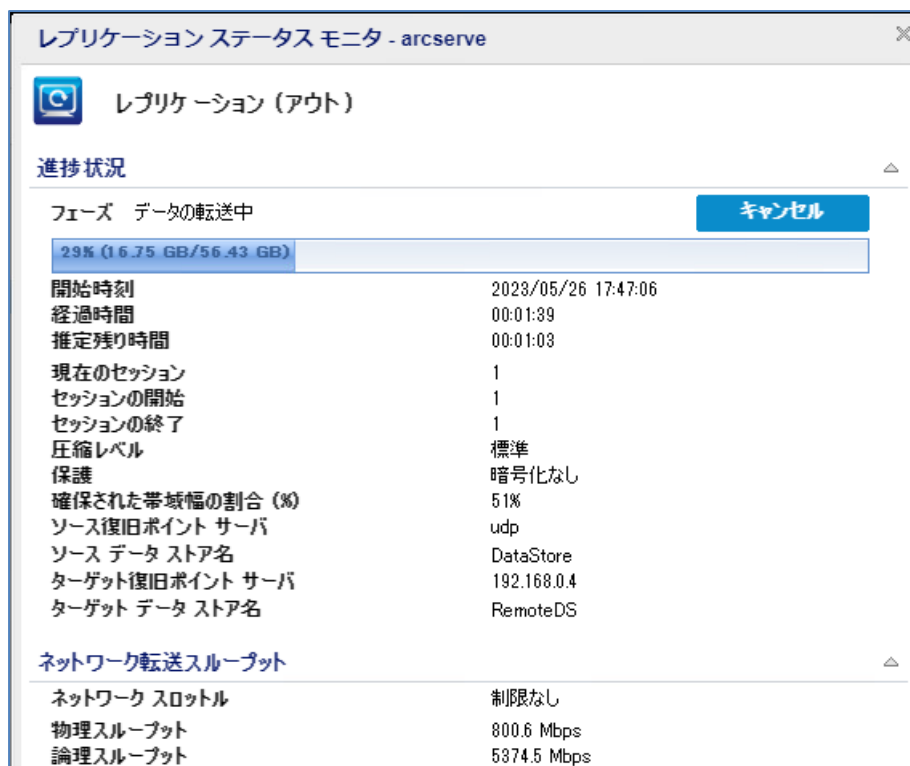 レプリケーション ステータス モニタ - arcserve
レプリケーション（アウト）
進捗状況
フェーズ データの転送中 キャンセル
29% (16.75 GB/56.43 GB)
開始時刻 2023/05/26 17:47:06
経過時間 00:01:39
推定残り時間 00:01:03
現在のセッション 1
セッションの開始 1
セッションの終了 1
圧縮レベル 標準
保護 暗号化なし
確保された帯域幅の割合 (%) 51%
ソース復旧ポイント サーバ udp
ソース データ ストア名 DataStore
ターゲット復旧ポイント サーバ 192.168.0.4
ターゲット データ ストア名 RemoteDS
ネットワーク転送スループット
ネットワーク スロットル 制限なし
物理スループット 800.6 Mbps
論理スループット 5374.5 Mbps